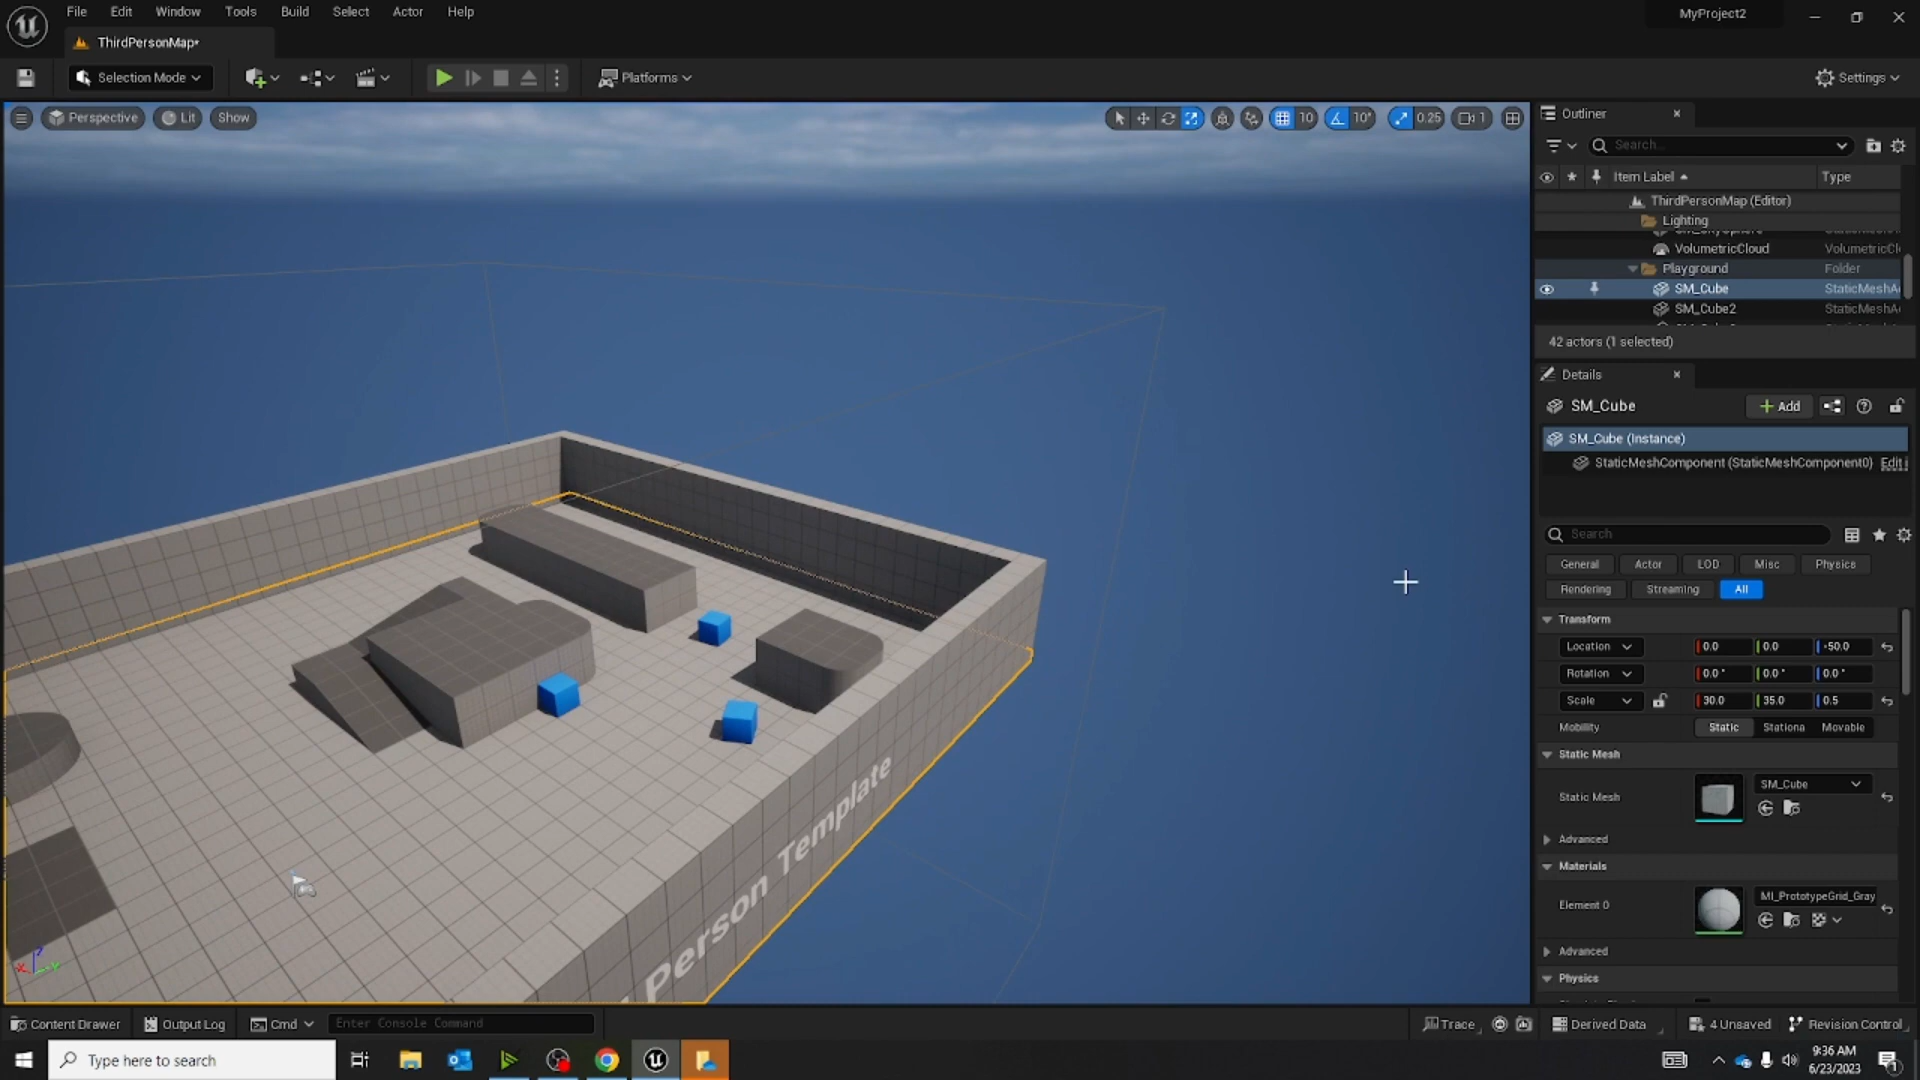 File Edit Window Tools Build Select Actor Help
MyProject2
ThirdPersonMap*
Selection Mode
Platforms
Settings
Perspective Lit Show
10 10° 0.25 1
Outliner
Search...
Item Label Type
ThirdPersonMap (Editor)
Lighting
VolumetricCloud VolumetricCl
Playground Folder
SM_Cube StaticMeshA
SM_Cube2 StaticMeshA
42 actors (1 selected)
Details
SM_Cube Add
SM_Cube (Instance)
StaticMeshComponent (StaticMeshComponent0) Edit
Search
General Actor LOD Misc Physics
Rendering Streaming All
Transform
Location 0.0 0.0 -50.0
Rotation 0.0° 0.0° 0.0°
Scale 30.0 35.0 0.5
Mobility Static Stationa Movable
Static Mesh
Static Mesh SM_Cube
Advanced
Materials
Element 0 MI_PrototypeGrid_Gray
Advanced
Physics
Person Template
Content Drawer Output Log Cmd Enter Console Command
Trace Derived Data 4 Unsaved Revision Control
Type here to search
9:36 AM
6/23/2023
1